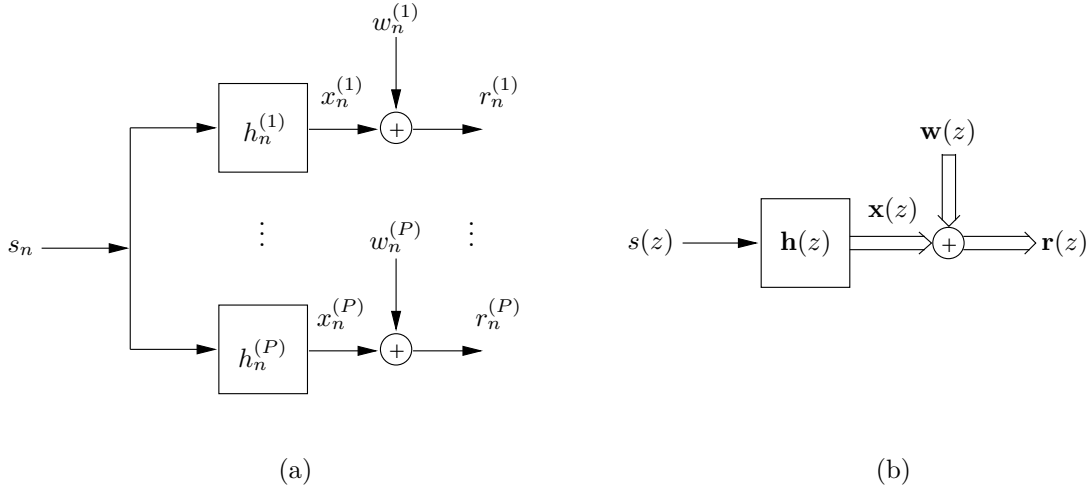 w_n^{(1)}
x_n^{(1)}
r_n^{(1)}
h_n^{(1)}
+
s_n
⋮
w_n^{(P)}
⋮
x_n^{(P)}
r_n^{(P)}
h_n^{(P)}
+
(a)
w(z)
x(z)
s(z)
h(z)
+
r(z)
(b)